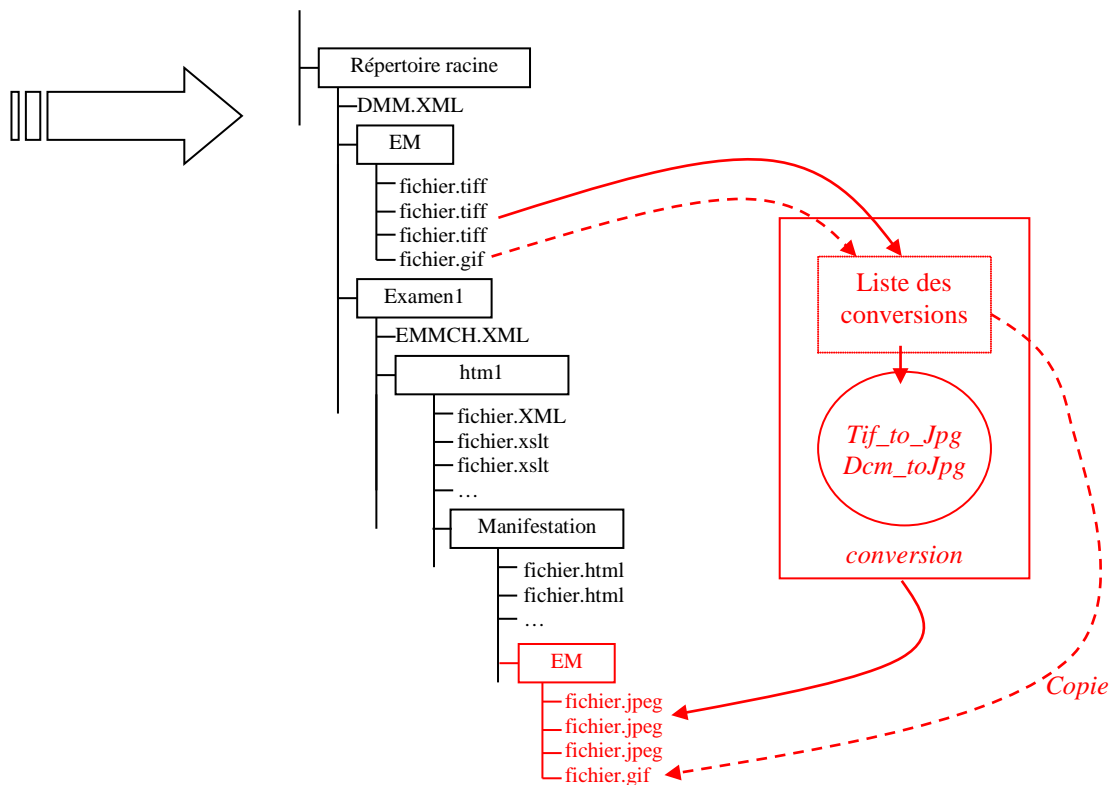 Répertoire racine
DMM.XML
EM
fichier.tiff
fichier.tiff
fichier.tiff
fichier.gif
Examen1
EMMCH.XML
htm1
fichier.XML
fichier.xslt
fichier.xslt
…
Manifestation
fichier.html
fichier.html
…
EM
fichier.jpeg
fichier.jpeg
fichier.jpeg
fichier.gif
Liste des
conversions
Tif_to_Jpg
Dcm_toJpg
conversion
Copie